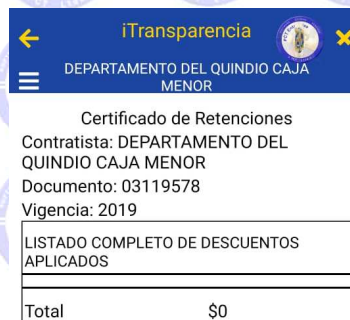 iTransparencia
DEPARTAMENTO DEL QUINDIO CAJA
MENOR
Certificado de Retenciones
Contratista: DEPARTAMENTO DEL
QUINDIO CAJA MENOR
Documento: 03119578
Vigencia: 2019
LISTADO COMPLETO DE DESCUENTOS
APLICADOS
Total $0